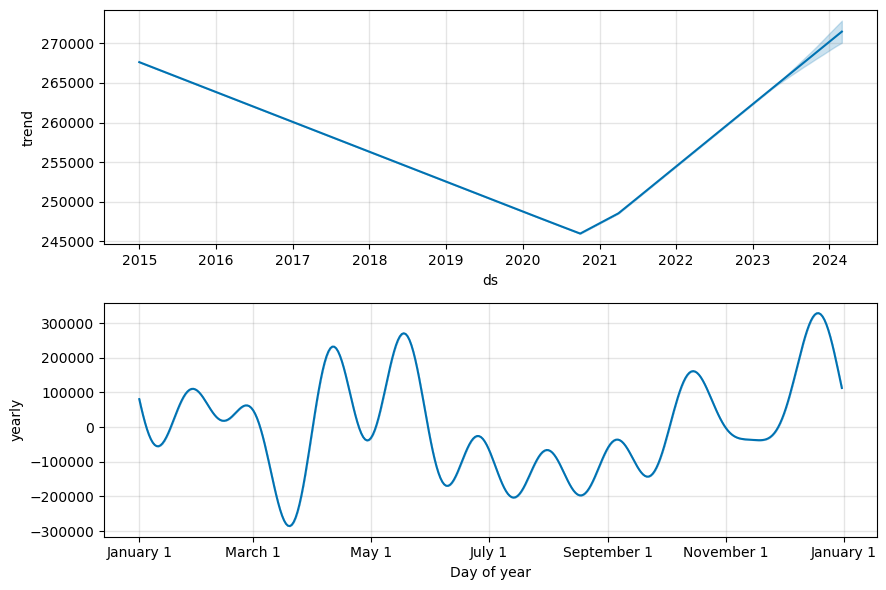 trend
270000
265000
260000
255000
250000
245000
2015 2016 2017 2018 2019 2020 2021 2022 2023 2024
ds
yearly
300000
200000
100000
0
−100000
−200000
−300000
January 1 March 1 May 1 July 1 September 1 November 1 January 1
Day of year